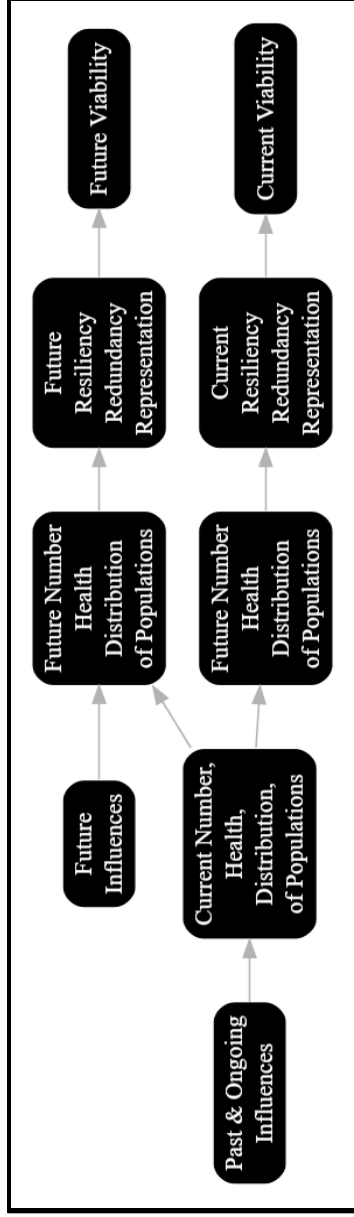 Past & Ongoing
Influences
Future
Influences
Current Number,
Health,
Distribution,
of Populations
Future Number
Health
Distribution
of Populations
Future Number
Health
Distribution
of Populations
Future
Resiliency
Redundancy
Representation
Current
Resiliency
Redundancy
Representation
Future Viability
Current Viability